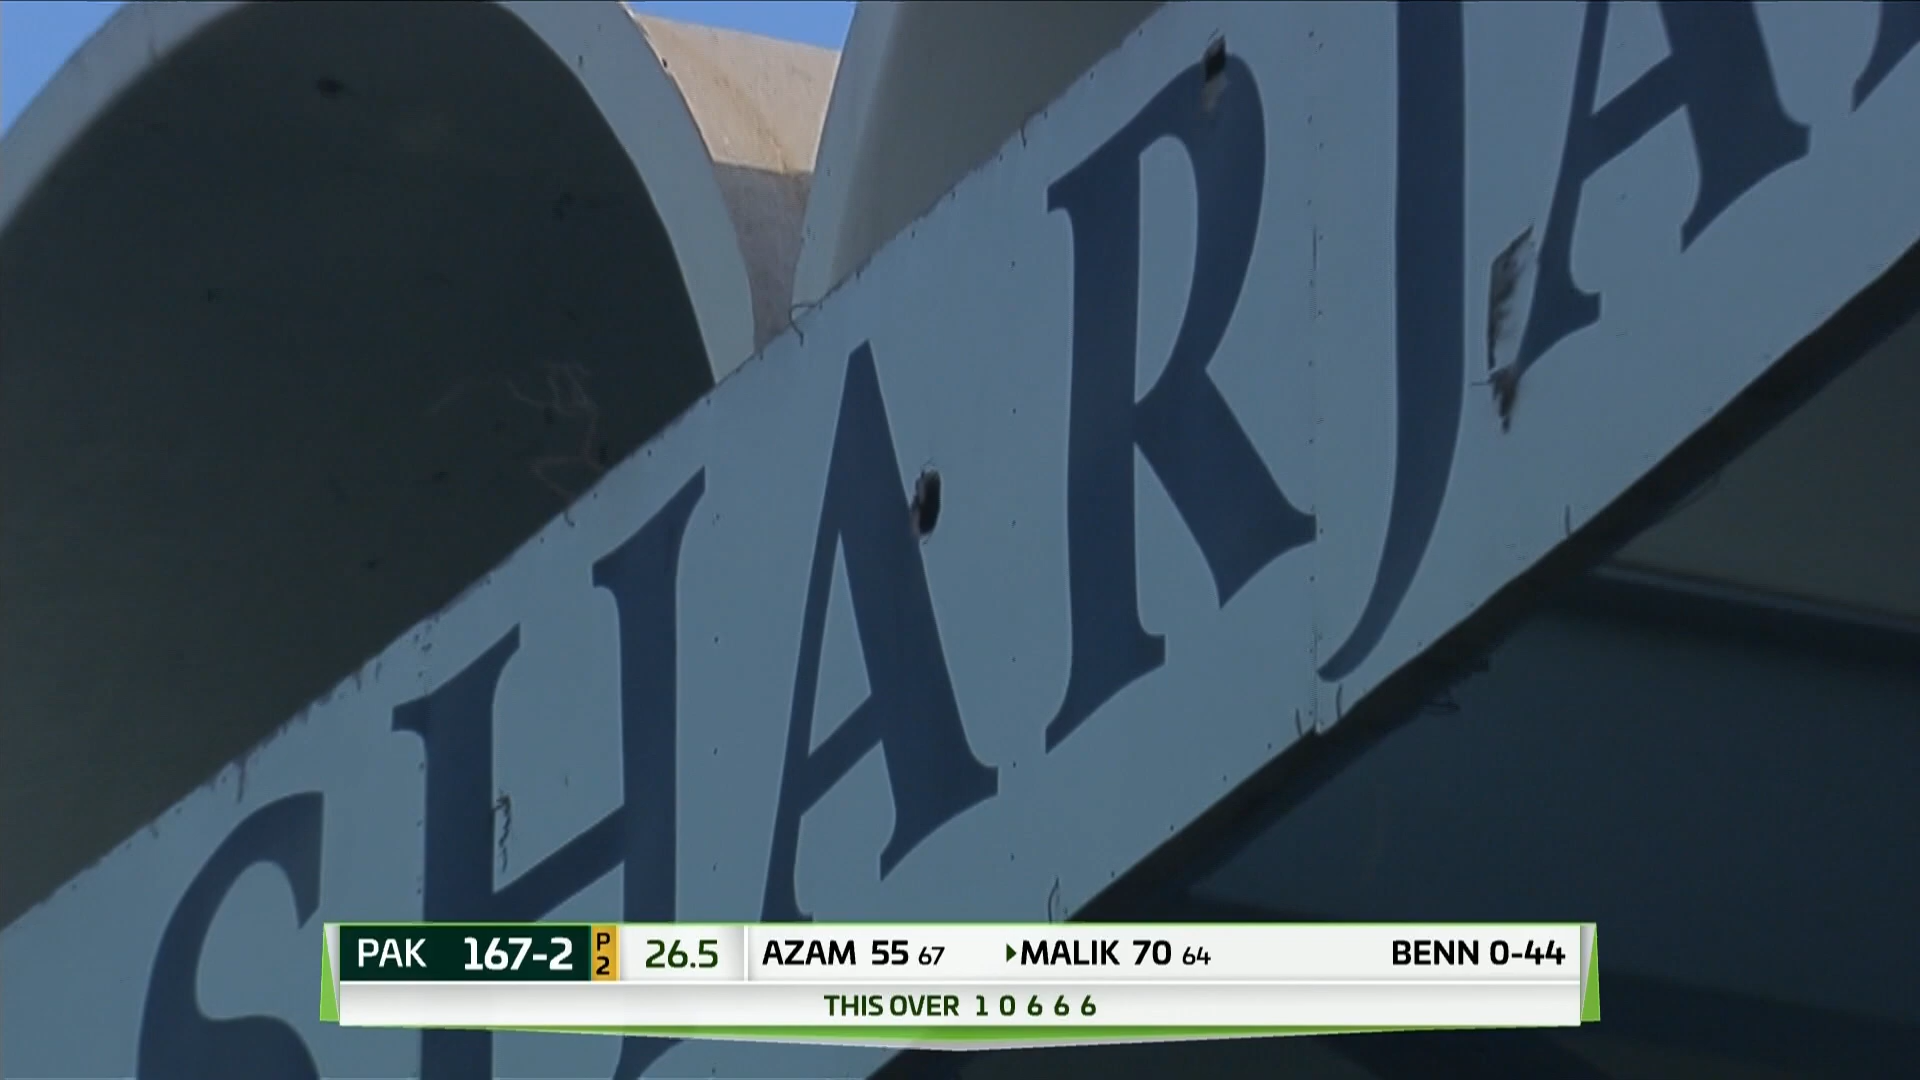 SHARJA
PAK 167-2 P2 26.5 AZAM 55 67 MALIK 70 64 BENN 0-44
THIS OVER 1 0 6 6 6